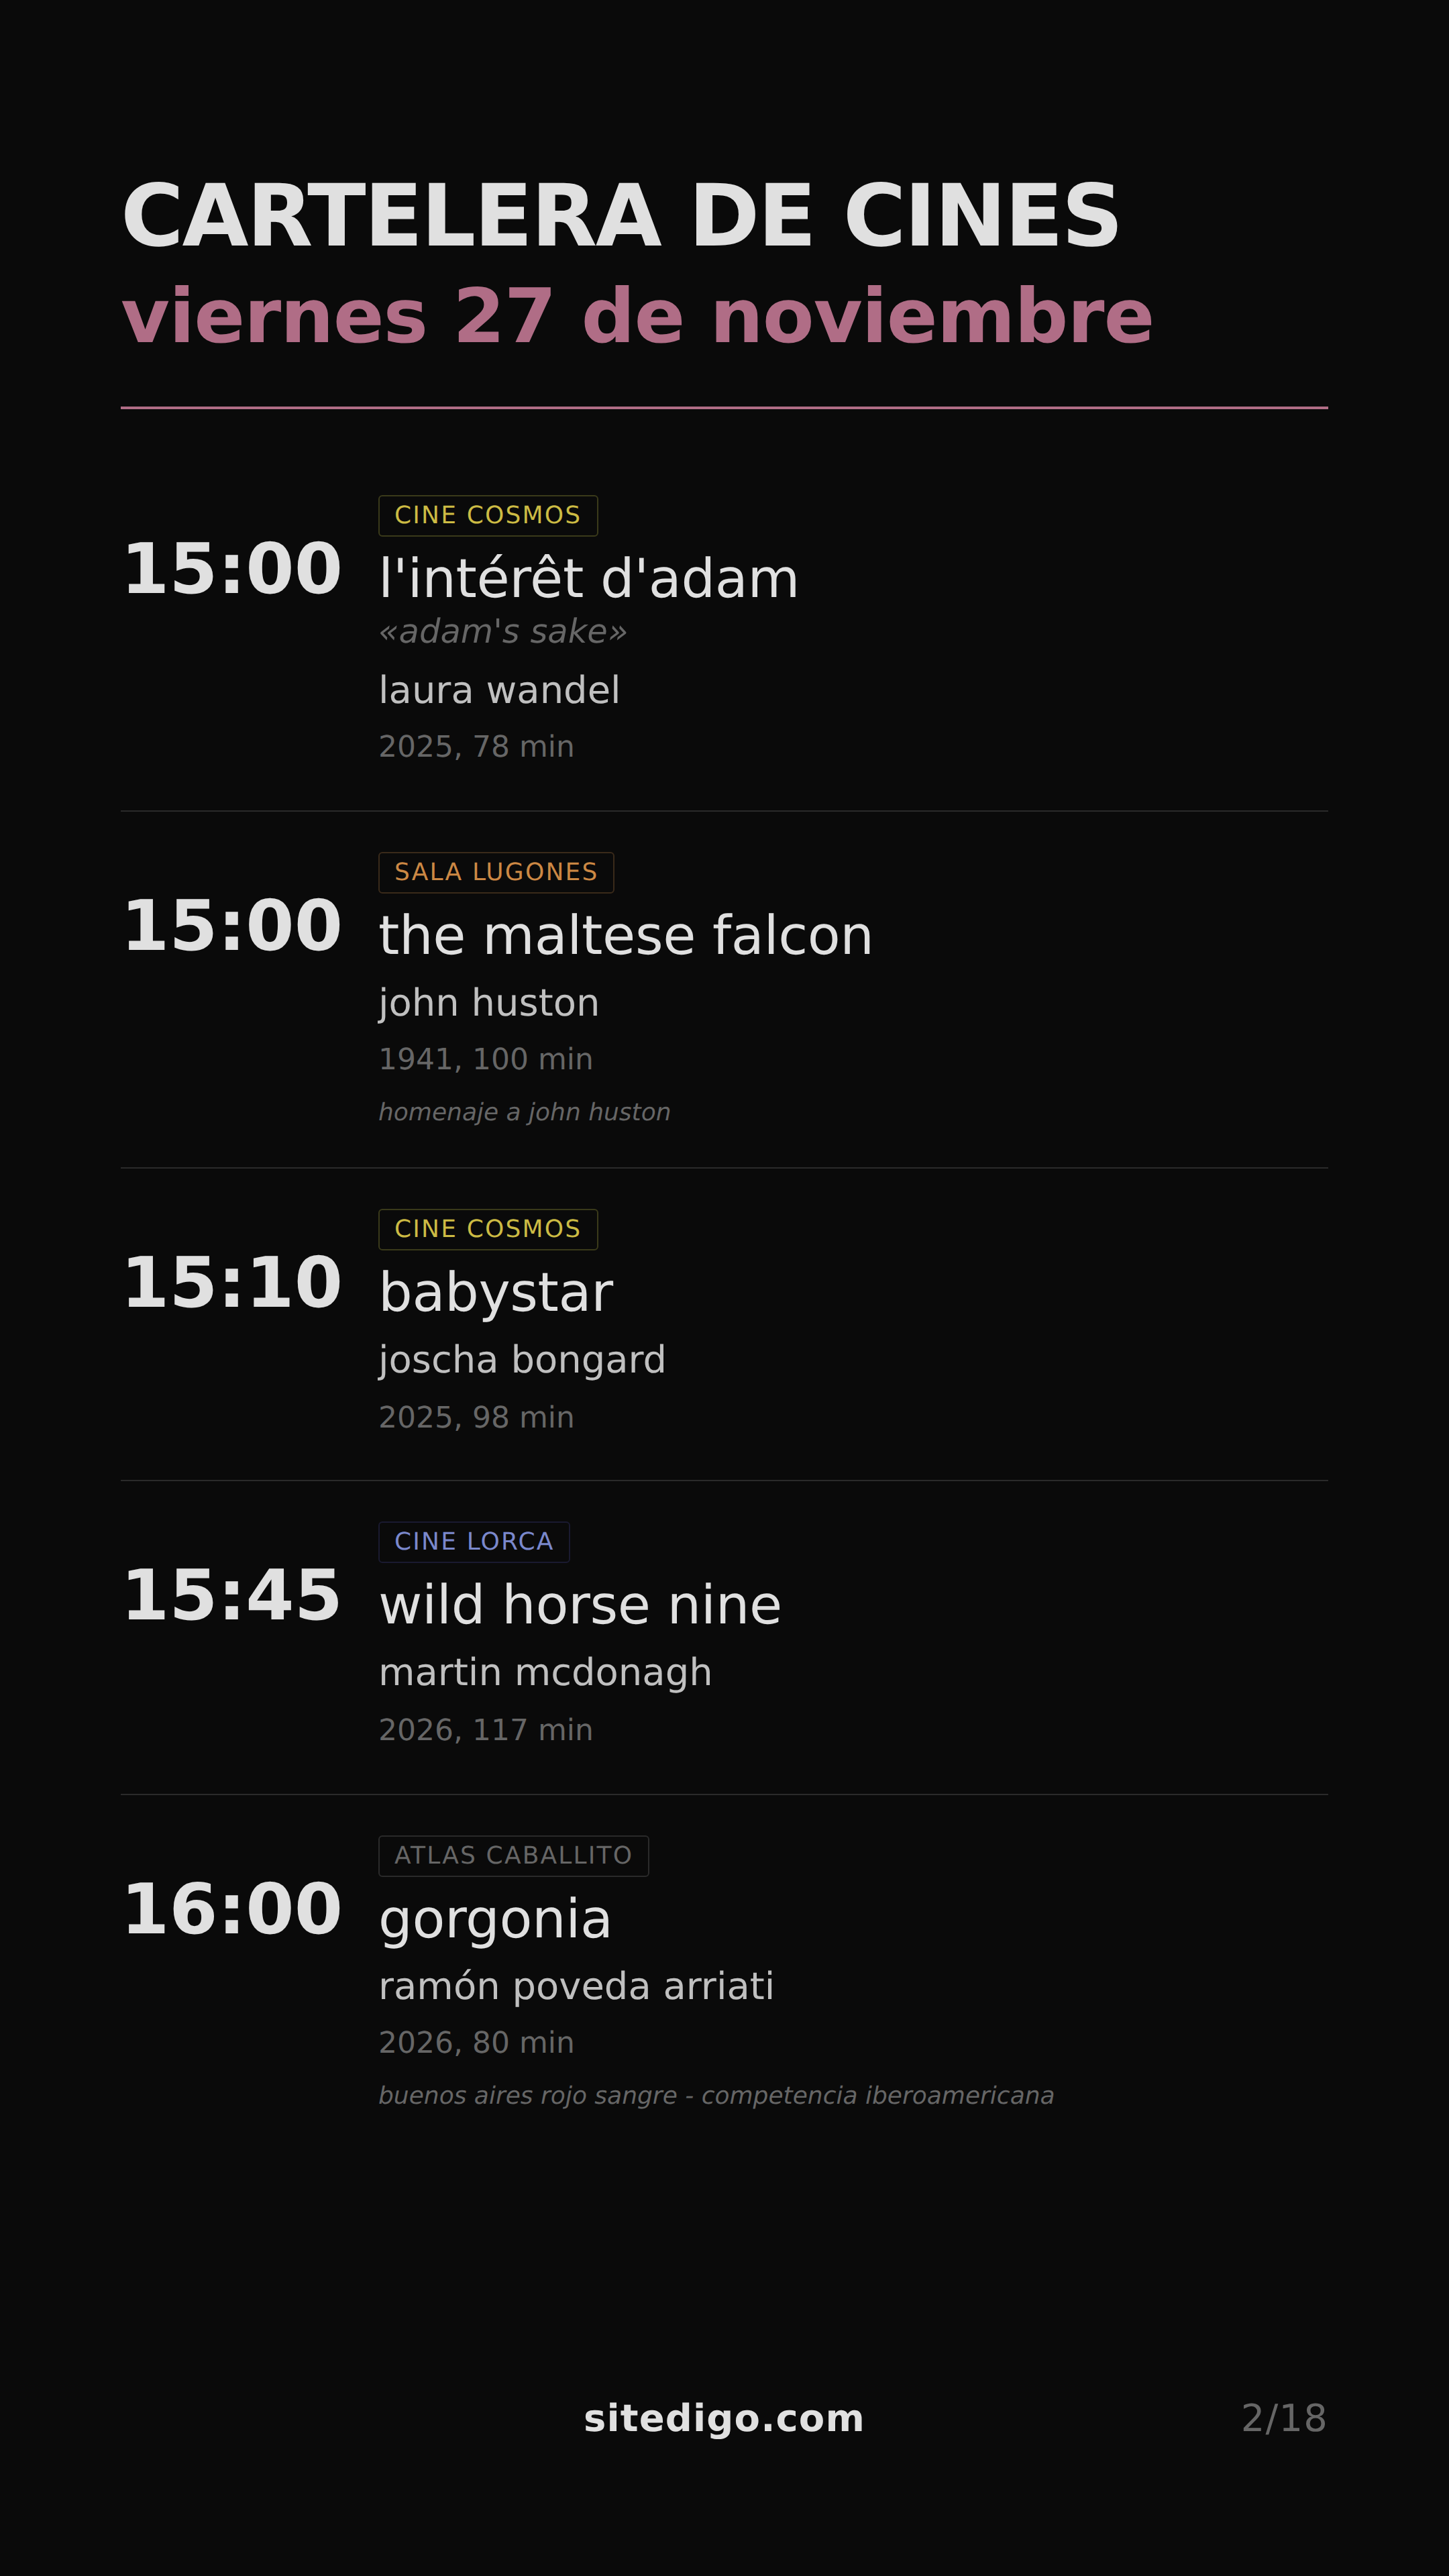 CARTELERA DE CINES
viernes 27 de noviembre
CINE COSMOS
15:00
l'intérêt d'adam
«adam's sake»
laura wandel
2025, 78 min
SALA LUGONES
15:00
the maltese falcon
john huston
1941, 100 min
homenaje a john huston
CINE COSMOS
15:10
babystar
joscha bongard
2025, 98 min
CINE LORCA
15:45
wild horse nine
martin mcdonagh
2026, 117 min
ATLAS CABALLITO
16:00
gorgonia
ramón poveda arriati
2026, 80 min
buenos aires rojo sangre - competencia iberoamericana
sitedigo.com
2/18